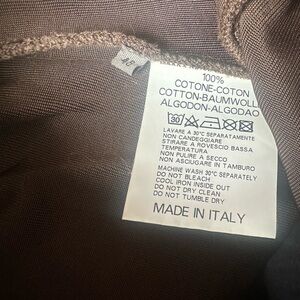 48
100%
COTONE-COTON
COTTON-BAUMWOLL
ALGODON-ALGODAO
30
LAVARE A 30°C SEPARATAMENTE
NON CANDEGGIARE
STIRARE A ROVESCIO BASSA
TEMPERATURA
NON PULIRE A SECCO
NON ASCIUGARE IN TAMBURO
MACHINE WASH 30°C SEPARATELY
DO NOT BLEACH
COOL IRON INSIDE OUT
DO NOT DRY CLEAN
DO NOT TUMBLE DRY
MADE IN ITALY